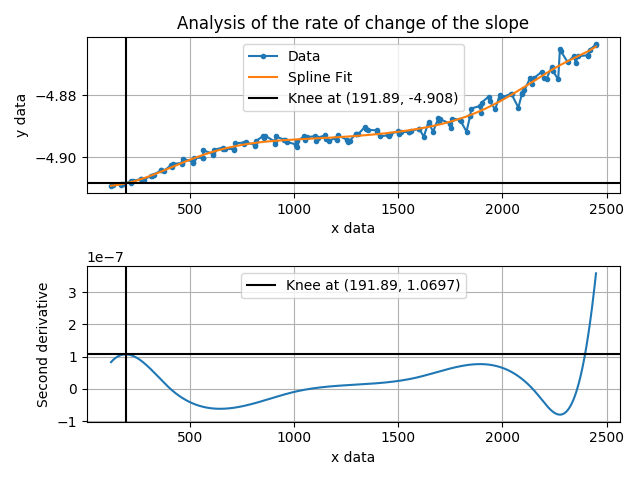 Analysis of the rate of change of the slope
Data
Spline Fit
Knee at (191.89, -4.908)
y data
−4.88
−4.90
500 1000 1500 2000 2500
x data
1e−7
Knee at (191.89, 1.0697)
Second derivative
3
2
1
0
−1
500 1000 1500 2000 2500
x data